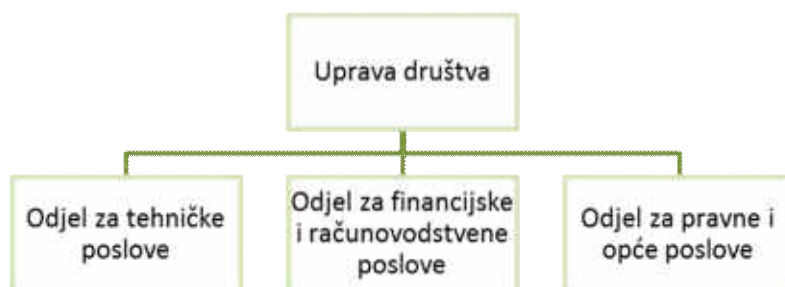 Uprava društva
Odjel za tehničke
poslove
Odjel za financijske
i računovodstvene
poslove
Odjel za pravne i
opće poslove